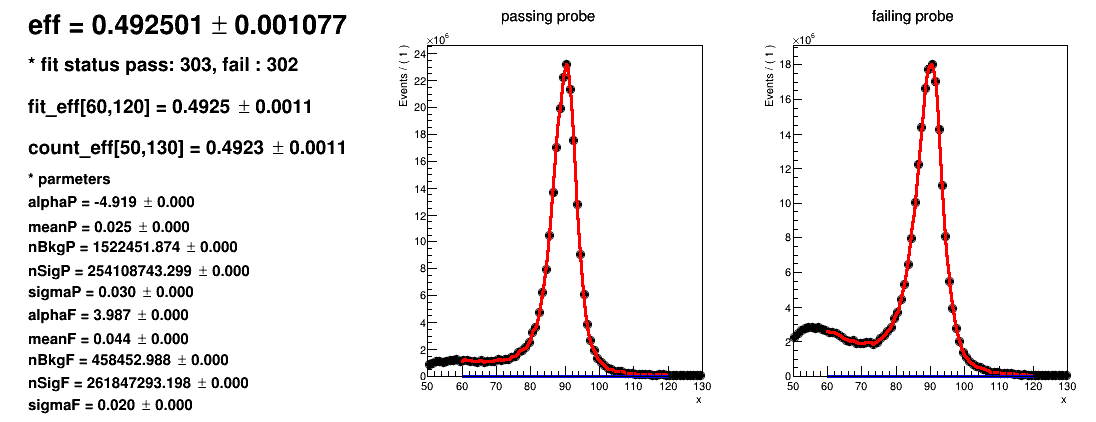 eff = 0.492501 ± 0.001077
* fit status pass: 303, fail : 302
fit_eff[60,120] = 0.4925 ± 0.0011
count_eff[50,130] = 0.4923 ± 0.0011
* parmeters
alphaP = -4.919 ± 0.000
meanP = 0.025 ± 0.000
nBkgP = 1522451.874 ± 0.000
nSigP = 254108743.299 ± 0.000
sigmaP = 0.030 ± 0.000
alphaF = 3.987 ± 0.000
meanF = 0.044 ± 0.000
nBkgF = 458452.988 ± 0.000
nSigF = 261847293.198 ± 0.000
sigmaF = 0.020 ± 0.000
passing probe
×10⁶
Events / ( 1 )
24
22
20
18
16
14
12
10
8
6
4
2
0
50 60 70 80 90 100 110 120 130
x
failing probe
×10⁶
Events / ( 1 )
18
16
14
12
10
8
6
4
2
0
50 60 70 80 90 100 110 120 130
x